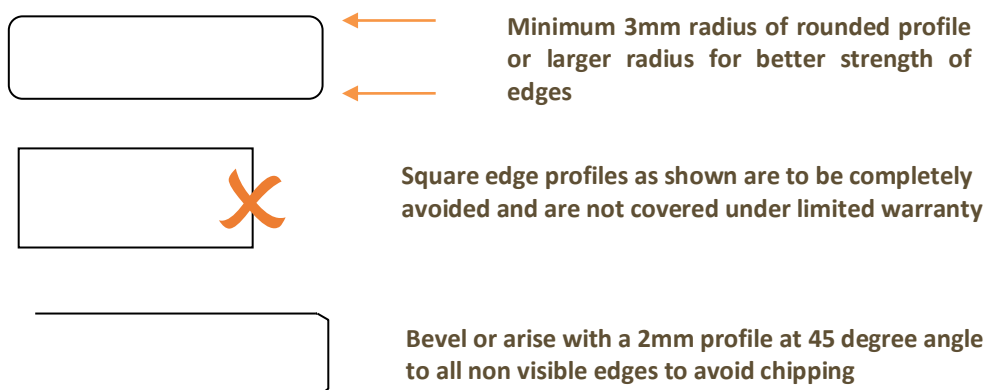 Minimum 3mm radius of rounded profile
or larger radius for better strength of
edges
Square edge profiles as shown are to be completely
avoided and are not covered under limited warranty
Bevel or arise with a 2mm profile at 45 degree angle
to all non visible edges to avoid chipping